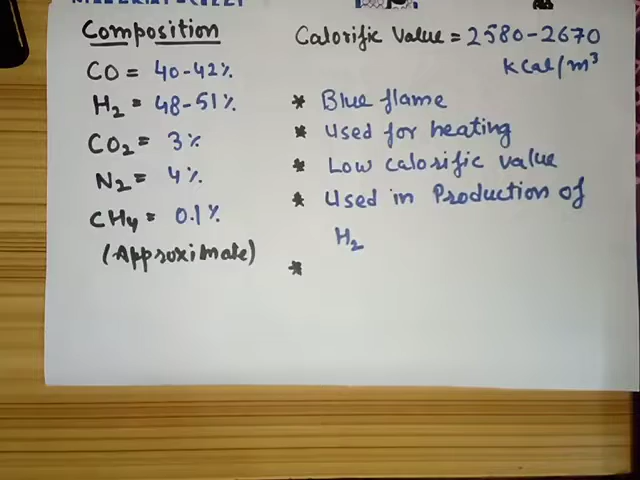 Composition
Calorific Value = 2580-2670
KCal/m³
CO = 40-42%
H₂ = 48-51%
* Blue flame
CO₂ = 3%
* Used for heating
N₂ = 4%
* Low calorific value
CH₄ = 0.1%
* Used in Production of
H₂
(Approximate)
*